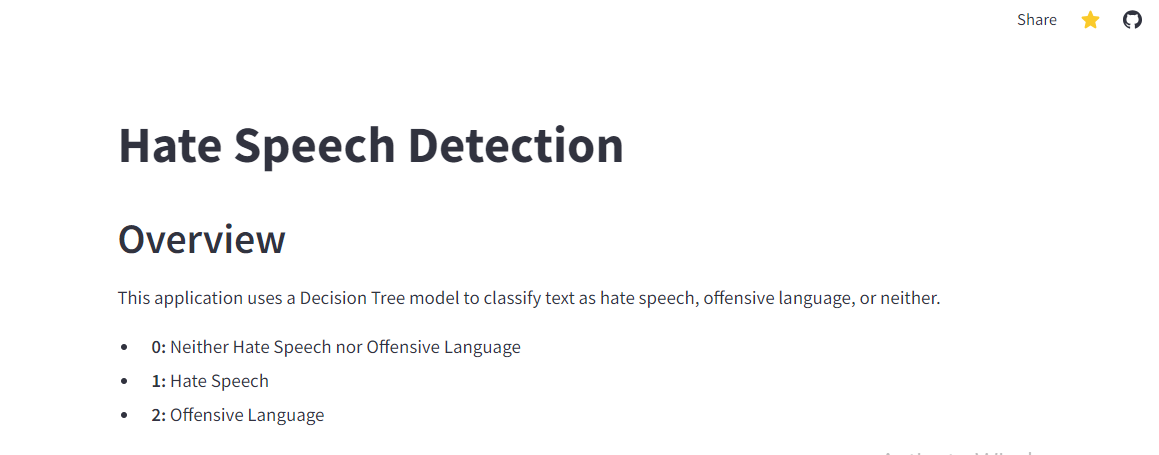 Share
Hate Speech Detection
Overview
This application uses a Decision Tree model to classify text as hate speech, offensive language, or neither.
0: Neither Hate Speech nor Offensive Language
1: Hate Speech
2: Offensive Language